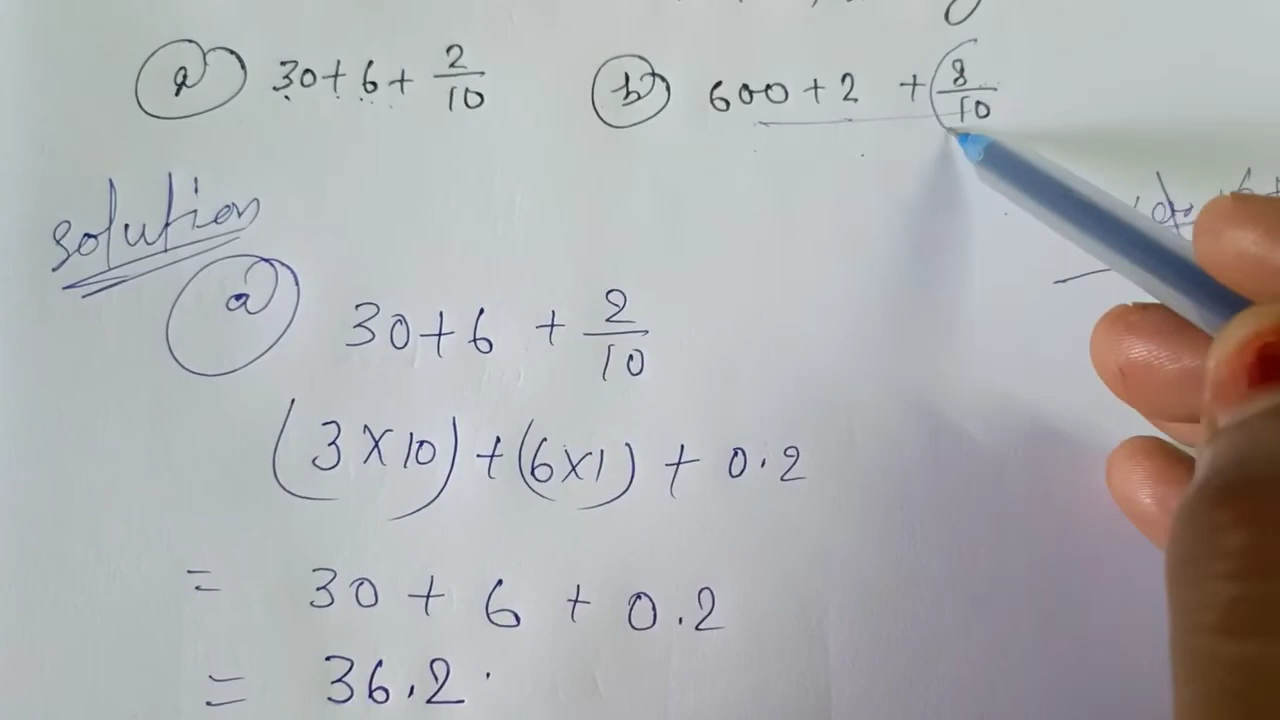 a) 30 + 6 + 2/10 b) 600 + 2 + 8/10
Solution
a) 30 + 6 + 2/10
(3 × 10) + (6 × 1) + 0.2
= 30 + 6 + 0.2
= 36.2.